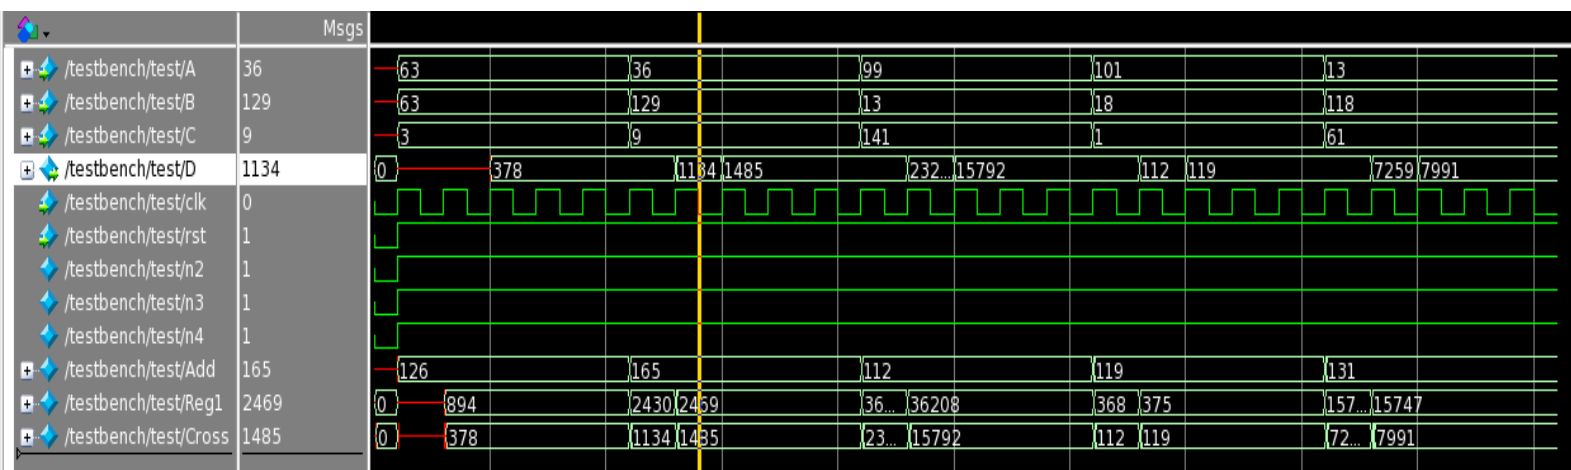 Msgs
/testbench/test/A 36 63 36 99 101 13
/testbench/test/B 129 63 129 13 18 118
/testbench/test/C 9 3 9 141 1 61
/testbench/test/D 1134 0 378 1134 1485 232... 15792 112 119 7259 7991
/testbench/test/clk 0
/testbench/test/rst 1
/testbench/test/n2 1
/testbench/test/n3 1
/testbench/test/n4 1
/testbench/test/Add 165 126 165 112 119 131
/testbench/test/Reg1 2469 0 894 2430 2469 36... 36208 368 375 157... 15747
/testbench/test/Cross 1485 0 378 1134 1485 23... 15792 112 119 72... 7991